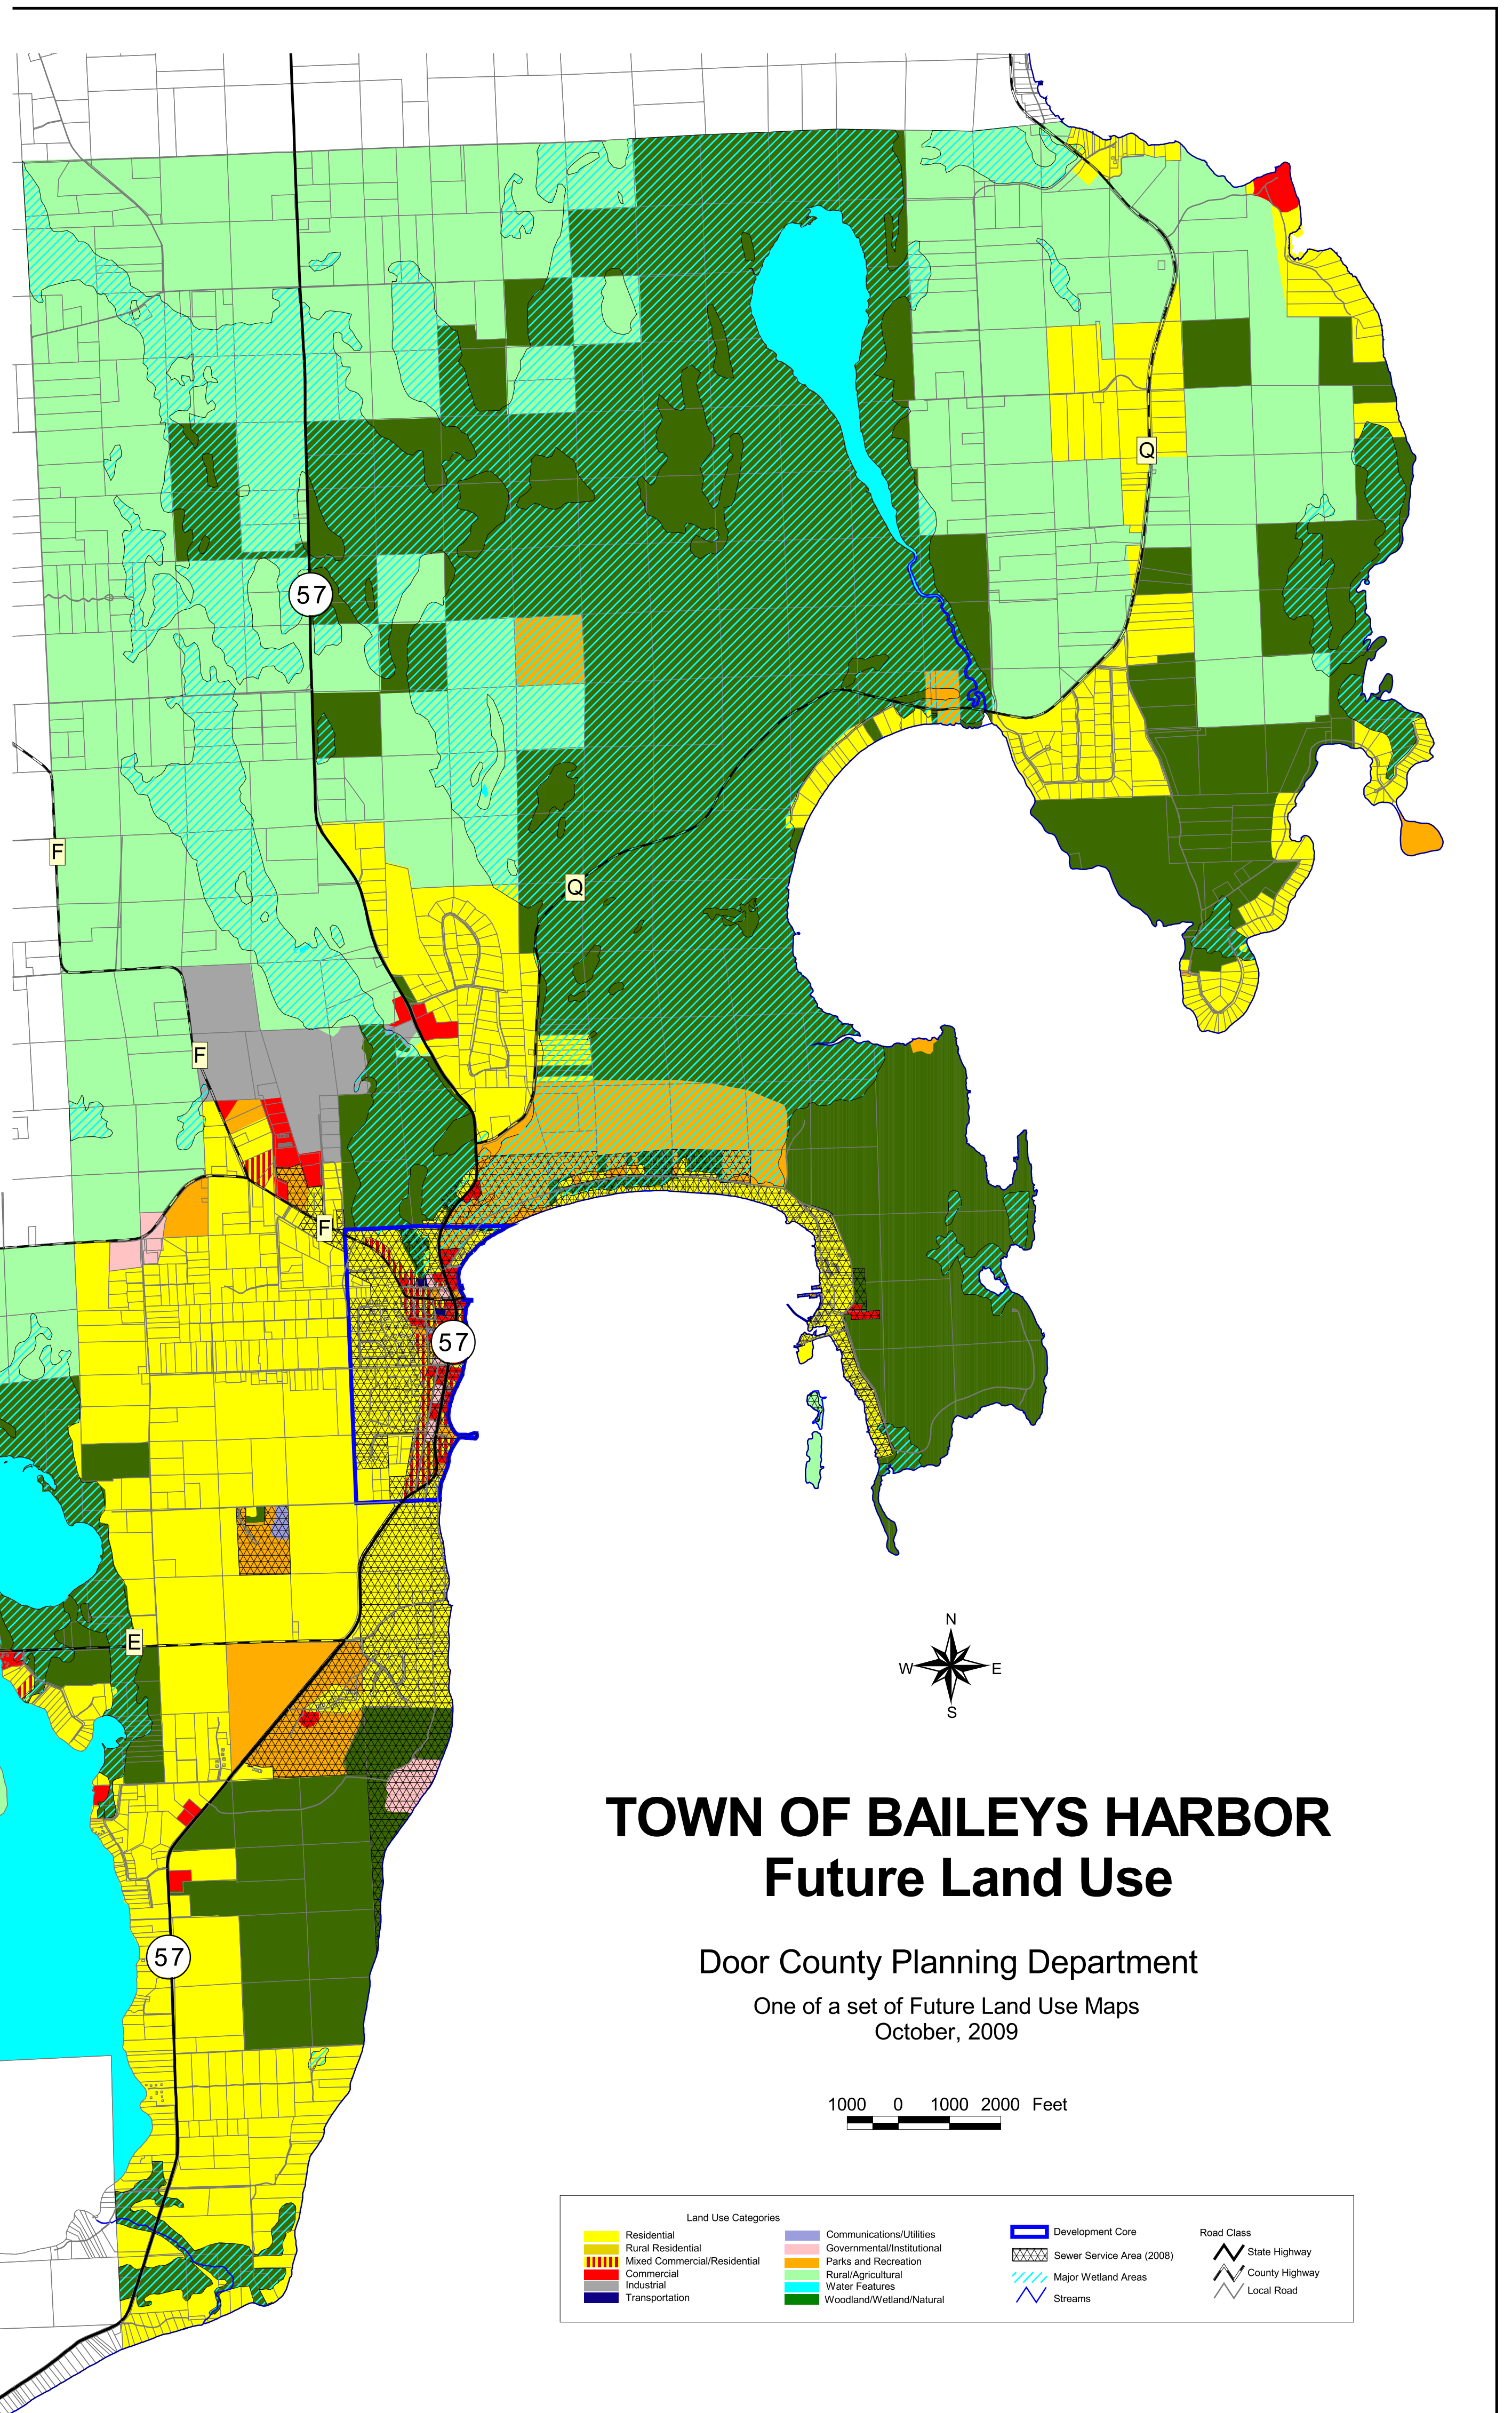 Q
57
F
Q
F
F
57
E
57
N
W E
S
TOWN OF BAILEYS HARBOR
Future Land Use
Door County Planning Department
One of a set of Future Land Use Maps
October, 2009
1000 0 1000 2000 Feet
Land Use Categories
Residential
Rural Residential
Mixed Commercial/Residential
Commercial
Industrial
Transportation
Communications/Utilities
Governmental/Institutional
Parks and Recreation
Rural/Agricultural
Water Features
Woodland/Wetland/Natural
Development Core
Sewer Service Area (2008)
Major Wetland Areas
Streams
Road Class
State Highway
County Highway
Local Road